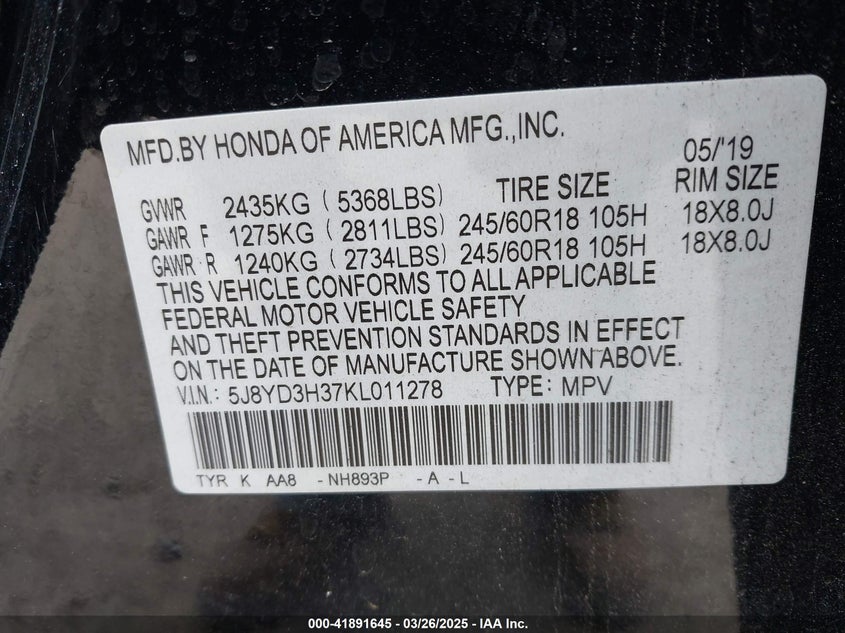 MFD.BY HONDA OF AMERICA MFG.,INC.
05/'19
GVWR 2435KG ( 5368LBS) TIRE SIZE RIM SIZE
GAWR F 1275KG ( 2811LBS) 245/60R18 105H 18X8.0J
GAWR R 1240KG ( 2734LBS) 245/60R18 105H 18X8.0J
THIS VEHICLE CONFORMS TO ALL APPLICABLE
FEDERAL MOTOR VEHICLE SAFETY
AND THEFT PREVENTION STANDARDS IN EFFECT
ON THE DATE OF MANUFACTURE SHOWN ABOVE.
V.I.N.: 5J8YD3H37KL011278 TYPE: MPV
TYR K AA8 -NH893P -A -L
000-41891645 / 03/26/2025 - IAA Inc.